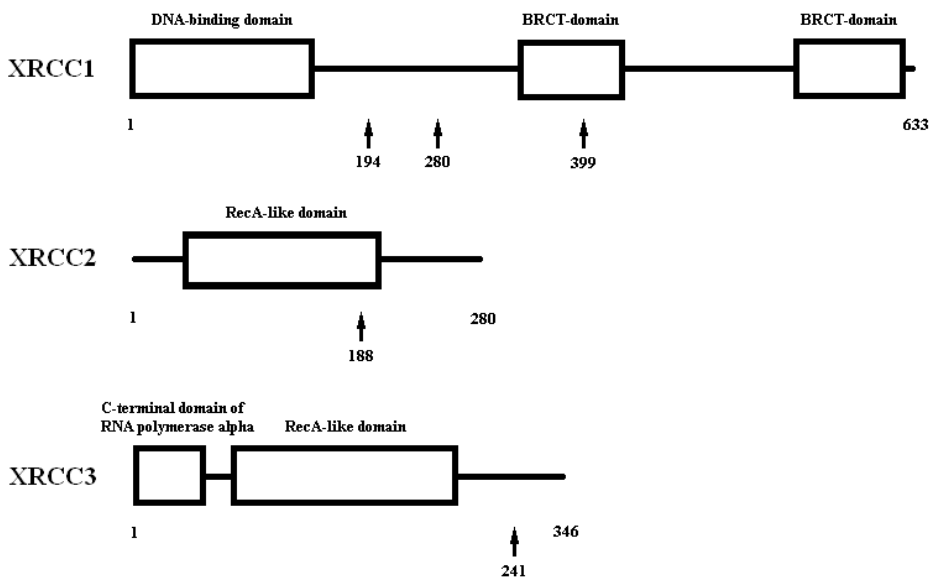 DNA-binding domain
BRCT-domain
BRCT-domain
XRCC1
1
633
194
280
399
RecA-like domain
XRCC2
1
280
188
C-terminal domain of
RNA polymerase alpha
RecA-like domain
XRCC3
1
346
241